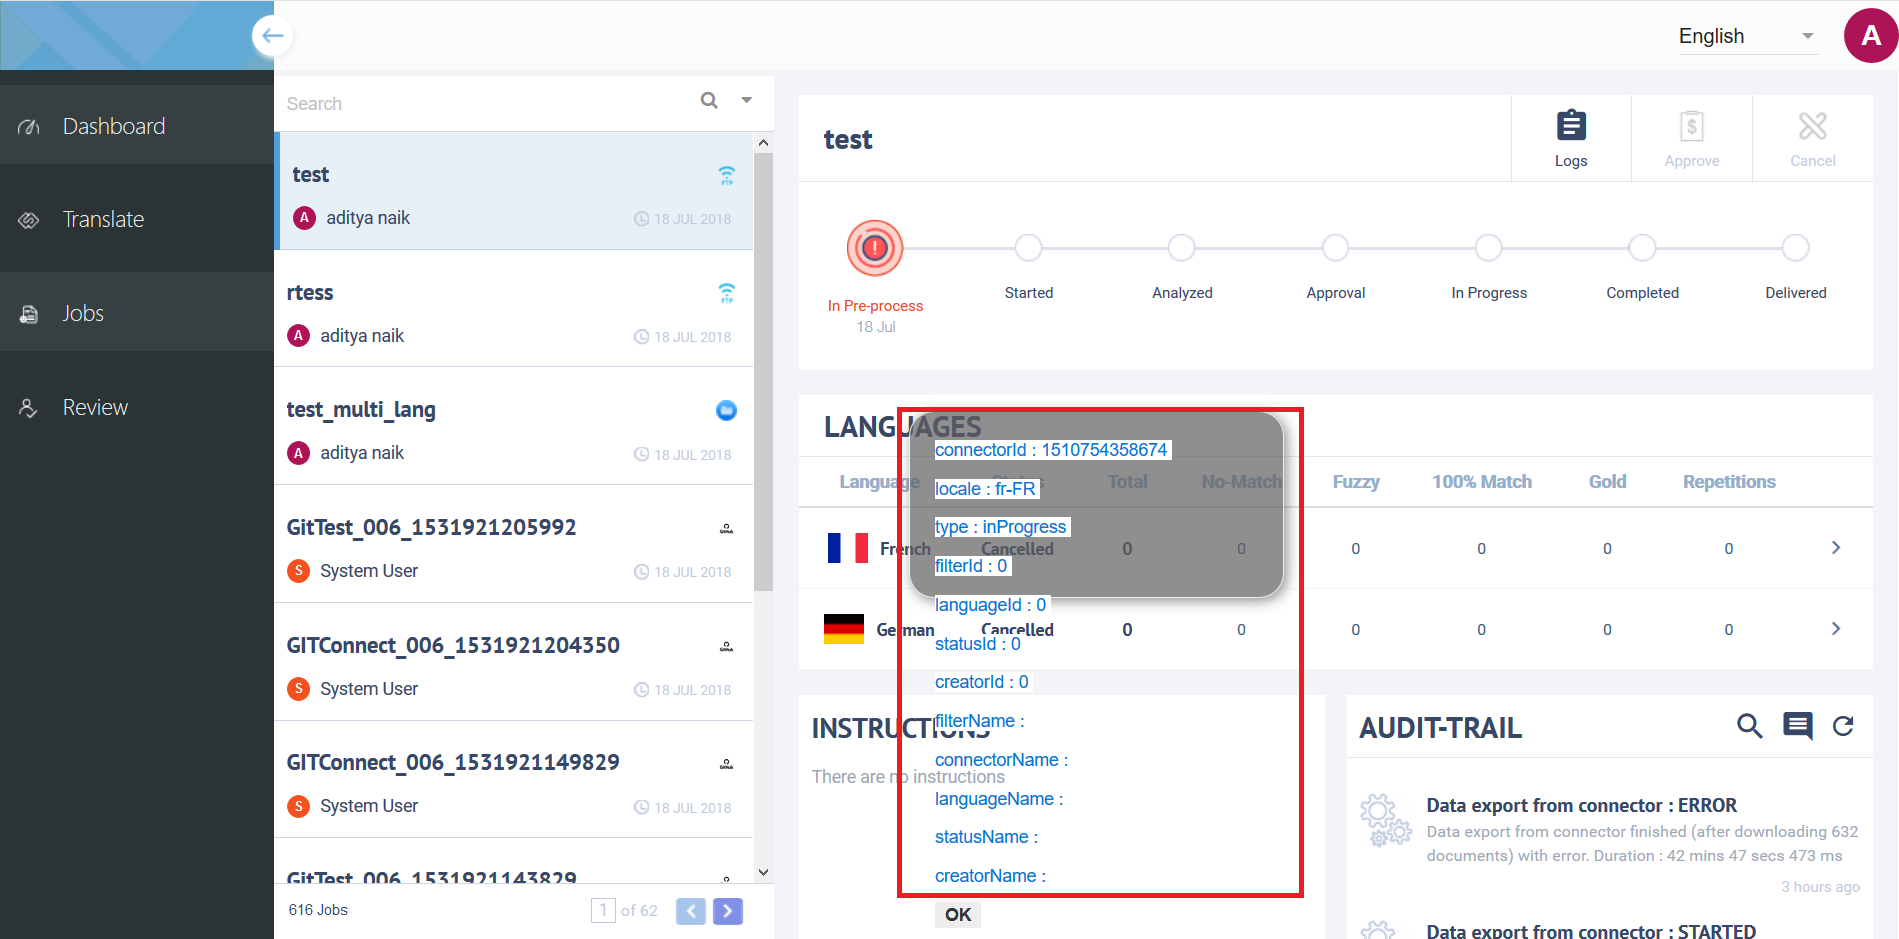 English
A
Dashboard
Translate
Jobs
Review
Search
test
FTP
A aditya naik 18 JUL 2018
rtess
FTP
A aditya naik 18 JUL 2018
test_multi_lang
A aditya naik 18 JUL 2018
GitTest_006_1531921205992
S System User 18 JUL 2018
GITConnect_006_1531921204350
S System User 18 JUL 2018
GITConnect_006_1531921149829
S System User 18 JUL 2018
GitTest_006_1531921143829
616 Jobs 1 of 62
test
Logs Approve Cancel
In Pre-process Started Analyzed Approval In Progress Completed Delivered
18 Jul
LANGUAGES
Language Status Total No-Match Fuzzy 100% Match Gold Repetitions
French Cancelled 0 0 0 0 0 0
German Cancelled 0 0 0 0 0 0
connectorId : 1510754358674
locale : fr-FR
type : inProgress
filterId : 0
languageId : 0
statusId : 0
creatorId : 0
filterName :
connectorName :
languageName :
statusName :
creatorName :
OK
INSTRUCTIONS
There are no instructions
AUDIT-TRAIL
Data export from connector : ERROR
Data export from connector finished (after downloading 632
documents) with error. Duration : 42 mins 47 secs 473 ms
3 hours ago
Data export from connector : STARTED